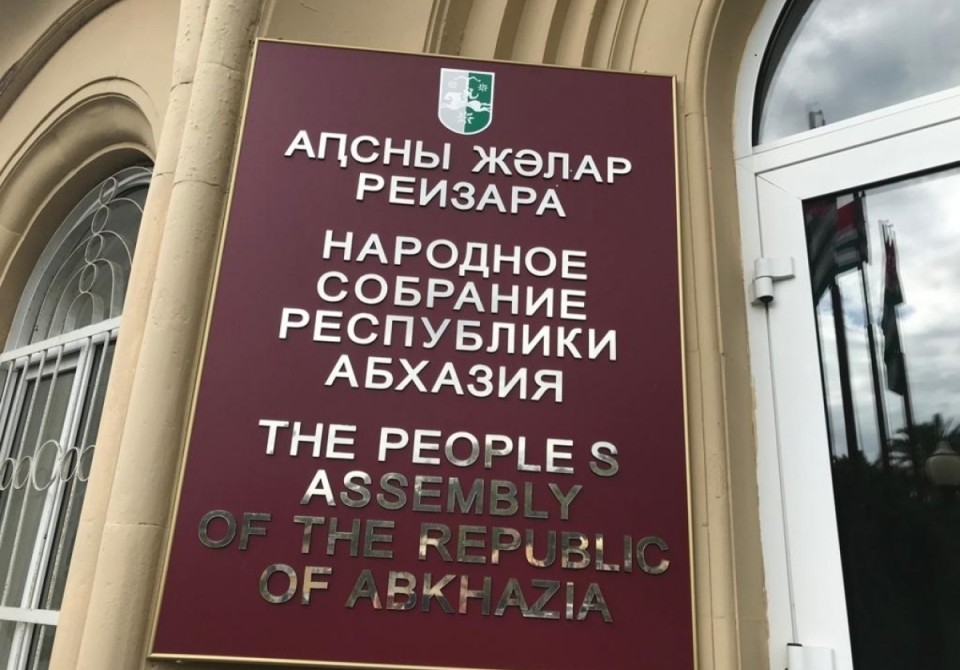 АԤСНЫ ЖӘЛАР
РЕИЗАРА
НАРОДНОЕ
СОБРАНИЕ
РЕСПУБЛИКИ
АБХАЗИЯ
THE PEOPLE S
ASSEMBLY
OF THE REPUBLIC
OF ABKHAZIA